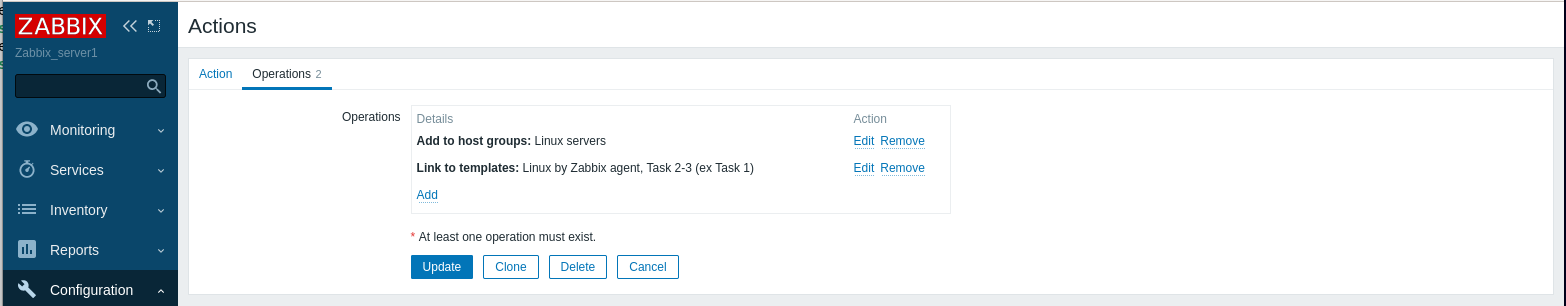 ZABBIX
Zabbix_server1
Monitoring
Services
Inventory
Reports
Configuration
Actions
Action Operations 2
Operations
Details Action
Add to host groups: Linux servers Edit Remove
Link to templates: Linux by Zabbix agent, Task 2-3 (ex Task 1) Edit Remove
Add
* At least one operation must exist.
Update Clone Delete Cancel